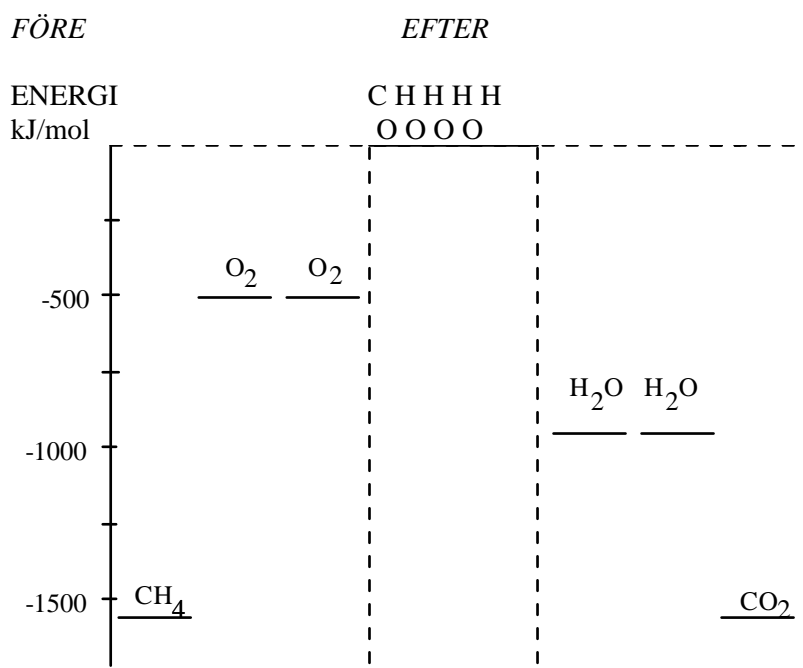 FÖRE EFTER
ENERGI C H H H H
kJ/mol O O O O
O2 O2
-500
H2O H2O
-1000
-1500 CH4 CO2